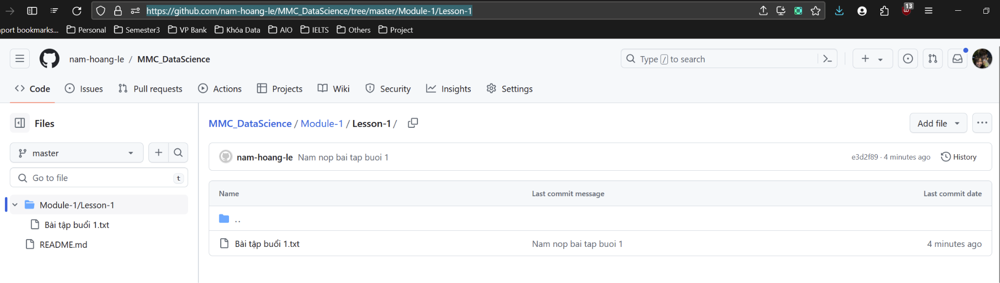 https://github.com/nam-hoang-le/MMC_DataScience/tree/master/Module-1/Lesson-1
13
port bookmarks... Personal Semester3 VP Bank Khóa Data AIO IELTS Others Project
nam-hoang-le / MMC_DataScience
Type / to search
Code Issues Pull requests Actions Projects Wiki Security Insights Settings
Files
MMC_DataScience / Module-1 / Lesson-1 /
Add file
master
nam-hoang-le Nam nop bai tap buoi 1
e3d2f89 · 4 minutes ago History
Go to file t
Name Last commit message Last commit date
Module-1/Lesson-1
..
Bài tập buổi 1.txt
README.md
Bài tập buổi 1.txt Nam nop bai tap buoi 1 4 minutes ago